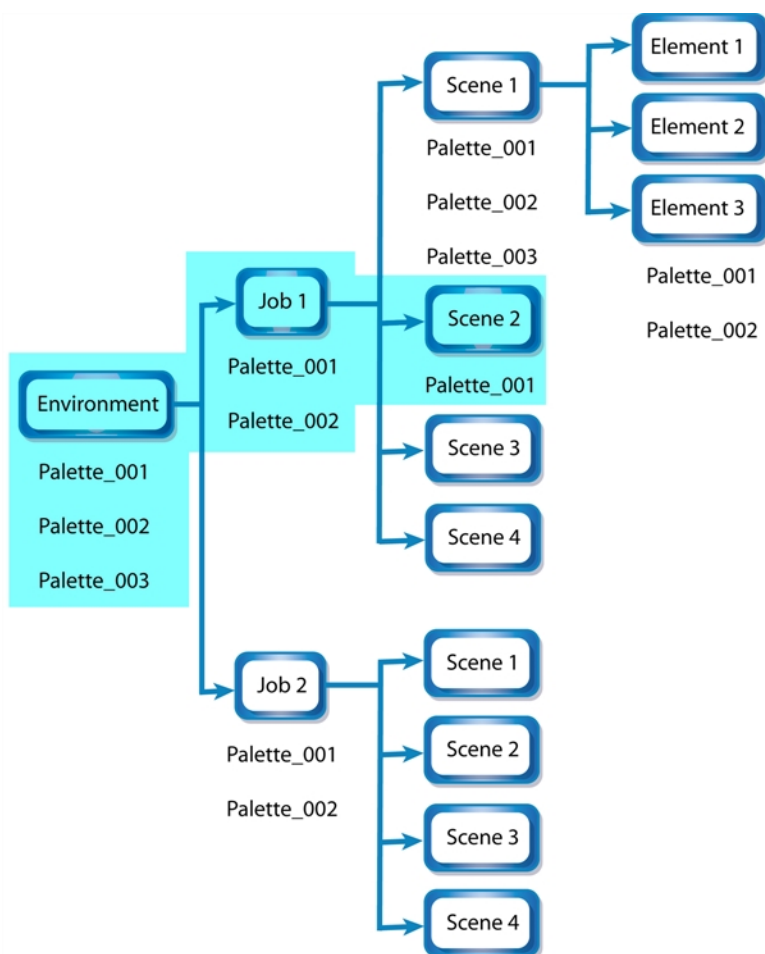 Environment
Palette_001
Palette_002
Palette_003
Job 1
Palette_001
Palette_002
Scene 1
Palette_001
Palette_002
Palette_003
Element 1
Element 2
Element 3
Palette_001
Palette_002
Scene 2
Palette_001
Scene 3
Scene 4
Job 2
Palette_001
Palette_002
Scene 1
Scene 2
Scene 3
Scene 4